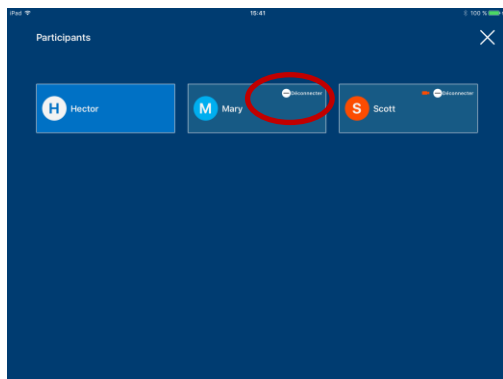 iPad 15:41 100 %
Participants
H Hector
M Mary Déconnecter
S Scott Déconnecter